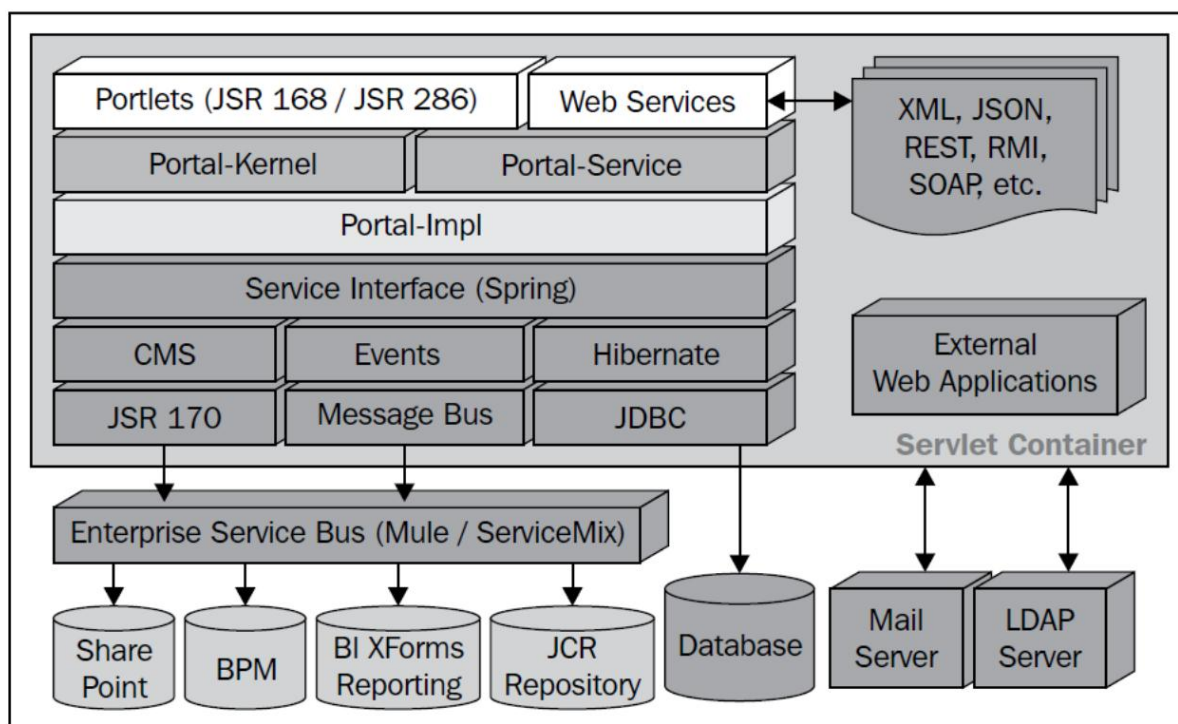 Portlets (JSR 168 / JSR 286)
Web Services
XML, JSON,
REST, RMI,
SOAP, etc.
Portal-Kernel
Portal-Service
Portal-Impl
Service Interface (Spring)
CMS
Events
Hibernate
External
Web Applications
JSR 170
Message Bus
JDBC
Servlet Container
Enterprise Service Bus (Mule / ServiceMix)
Share
Point
BPM
BI XForms
Reporting
JCR
Repository
Database
Mail
Server
LDAP
Server